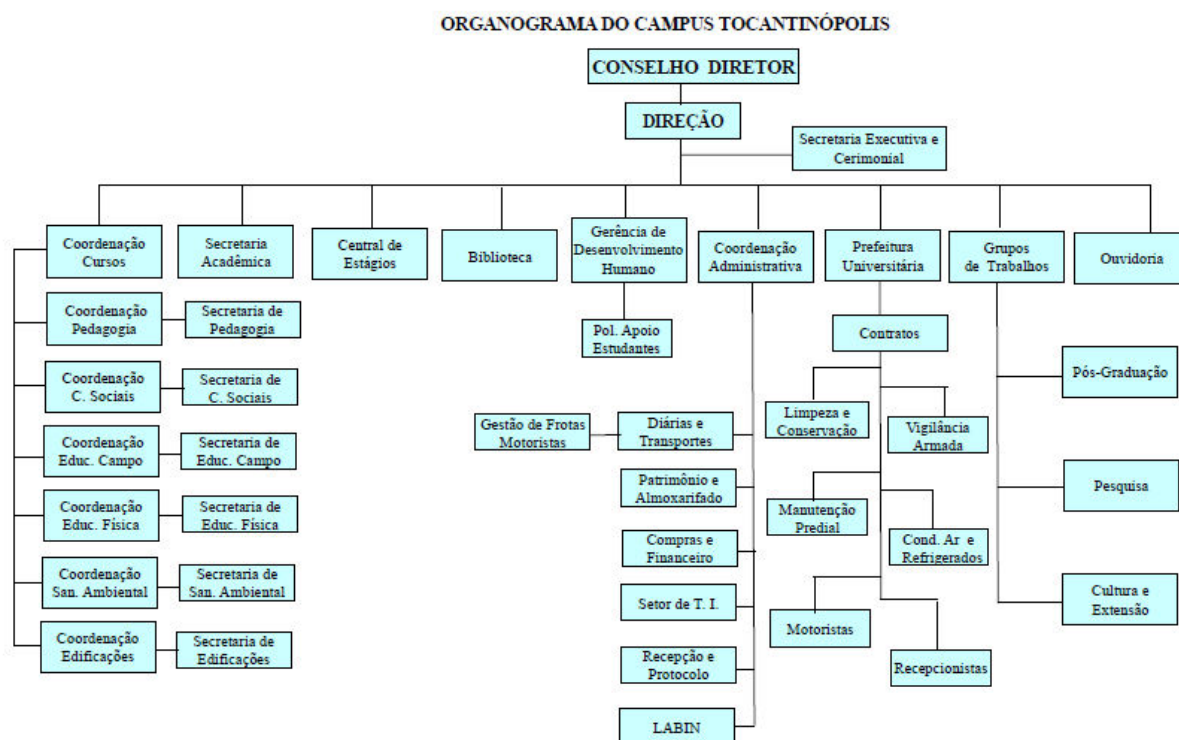 ORGANOGRAMA DO CAMPUS TOCANTINÓPOLIS
CONSELHO DIRETOR
DIREÇÃO
Secretaria Executiva e
Cerimonial
Coordenação
Cursos
Secretaria
Acadêmica
Central de
Estágios
Biblioteca
Gerência de
Desenvolvimento
Humano
Coordenação
Administrativa
Prefeitura
Universitária
Grupos
de Trabalhos
Ouvidoria
Coordenação
Pedagogia
Secretaria de
Pedagogia
Coordenação
C. Sociais
Secretaria de
C. Sociais
Coordenação
Educ. Campo
Secretaria de
Educ. Campo
Coordenação
Educ. Física
Secretaria de
Educ. Física
Coordenação
San. Ambiental
Secretaria de
San. Ambiental
Coordenação
Edificações
Secretaria de
Edificações
Pol. Apoio
Estudantes
Gestão de Frotas
Motoristas
Diárias e
Transportes
Patrimônio e
Almoxarifado
Compras e
Financeiro
Setor de T. I.
Recepção e
Protocolo
LABIN
Contratos
Limpeza e
Conservação
Vigilância
Armada
Manutenção
Predial
Cond. Ar e
Refrigerados
Motoristas
Recepcionistas
Pós-Graduação
Pesquisa
Cultura e
Extensão